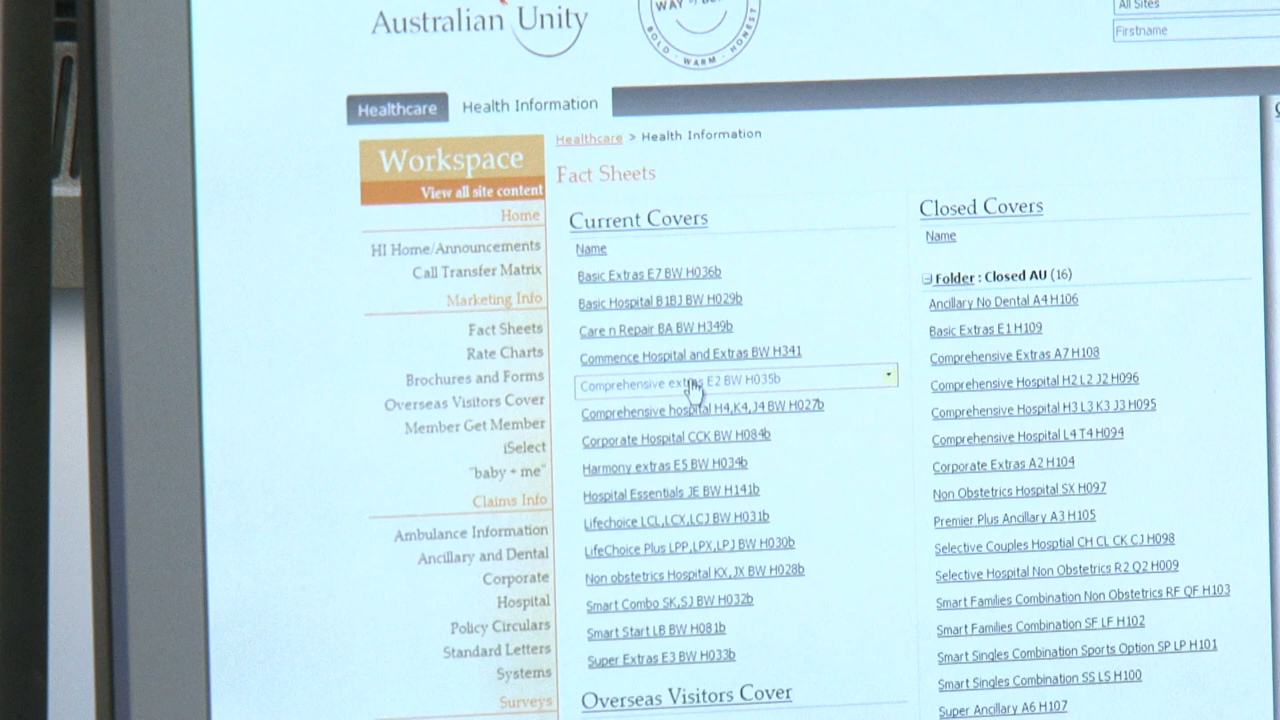 Australian Unity
WAY
BOLD · WARM · HONEST
All Sites
Firstname
Healthcare
Health Information
Healthcare > Health Information
Workspace
View all site content
Home
HI Home/Announcements
Call Transfer Matrix
Marketing Info
Fact Sheets
Rate Charts
Brochures and Forms
Overseas Visitors Cover
Member Get Member
iSelect
"baby + me"
Claims Info
Ambulance Information
Ancillary and Dental
Corporate
Hospital
Policy Circulars
Standard Letters
Systems
Surveys
Fact Sheets
Current Covers
Name
Basic Extras E7 BW H036b
Basic Hospital B1BJ BW H029b
Care n Repair BA BW H349b
Commence Hospital and Extras BW H341
Comprehensive extras E2 BW H035b
Comprehensive hospital H4,K4,J4 BW H027b
Corporate Hospital CCK BW H084b
Harmony extras E5 BW H034b
Hospital Essentials JE BW H141b
Lifechoice LCL,LCX,LCJ BW H031b
LifeChoice Plus LPP,LPX,LPJ BW H030b
Non obstetrics Hospital KX,JX BW H028b
Smart Combo SK,SJ BW H032b
Smart Start LB BW H081b
Super Extras E3 BW H033b
Overseas Visitors Cover
Closed Covers
Name
Folder : Closed AU (16)
Ancillary No Dental A4 H106
Basic Extras E1 H109
Comprehensive Extras A7 H108
Comprehensive Hospital H2 L2 J2 H096
Comprehensive Hospital H3 L3 K3 J3 H095
Comprehensive Hospital L4 T4 H094
Corporate Extras A2 H104
Non Obstetrics Hospital SX H097
Premier Plus Ancillary A3 H105
Selective Couples Hosptial CH CL CK CJ H098
Selective Hospital Non Obstetrics R2 Q2 H009
Smart Families Combination Non Obstetrics RF QF H103
Smart Families Combination SF LF H102
Smart Singles Combination Sports Option SP LP H101
Smart Singles Combination SS LS H100
Super Ancillary A6 H107